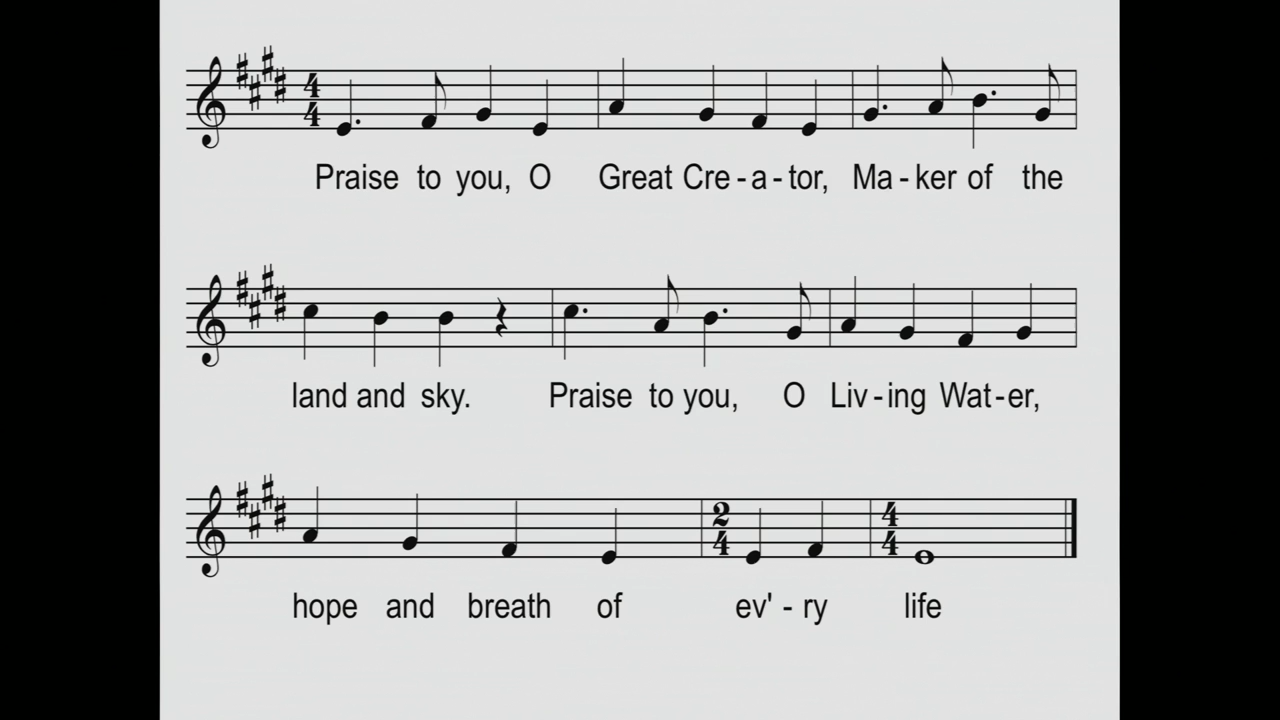 Praise to you, O Great Cre - a - tor, Ma - ker of the
land and sky. Praise to you, O Liv - ing Wat - er,
hope and breath of ev' - ry life